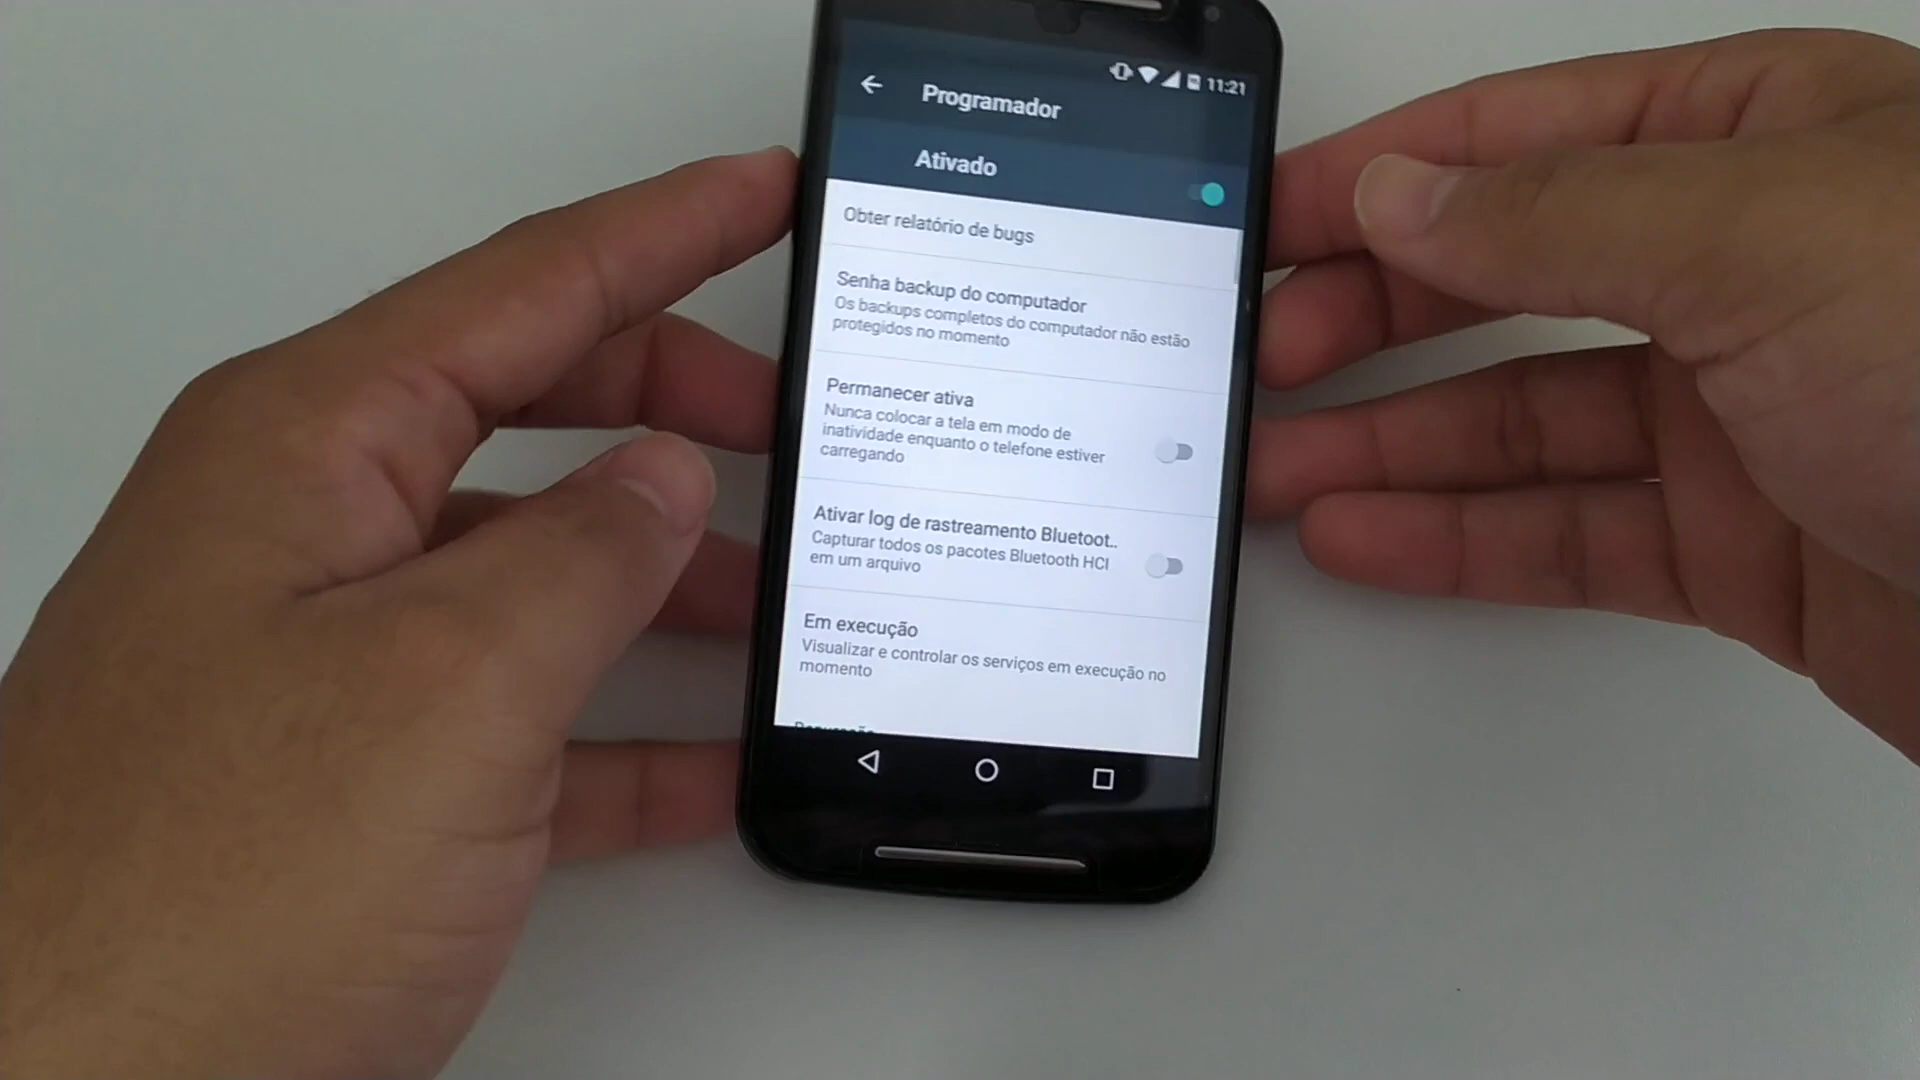 11:21
Programador
Ativado
Obter relatório de bugs
Senha backup do computador
Os backups completos do computador não estão
protegidos no momento
Permanecer ativa
Nunca colocar a tela em modo de
inatividade enquanto o telefone estiver
carregando
Ativar log de rastreamento Bluetoot..
Capturar todos os pacotes Bluetooth HCI
em um arquivo
Em execução
Visualizar e controlar os serviços em execução no
momento